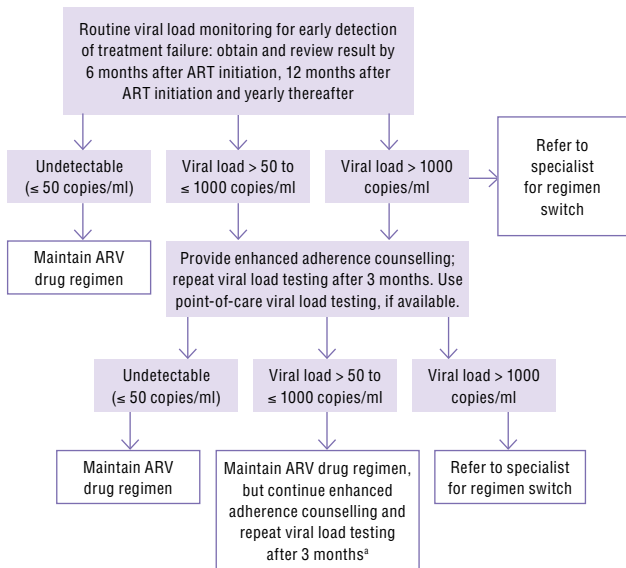 Routine viral load monitoring for early detection
of treatment failure: obtain and review result by
6 months after ART initiation, 12 months after
ART initiation and yearly thereafter
Undetectable
(≤ 50 copies/ml)
Viral load > 50 to
≤ 1000 copies/ml
Viral load > 1000
copies/ml
Refer to
specialist
for regimen
switch
Maintain ARV
drug regimen
Provide enhanced adherence counselling;
repeat viral load testing after 3 months. Use
point-of-care viral load testing, if available.
Undetectable
(≤ 50 copies/ml)
Viral load > 50 to
≤ 1000 copies/ml
Viral load > 1000
copies/ml
Maintain ARV
drug regimen
Maintain ARV drug regimen,
but continue enhanced
adherence counselling and
repeat viral load testing
after 3 monthsᵃ
Refer to specialist
for regimen switch